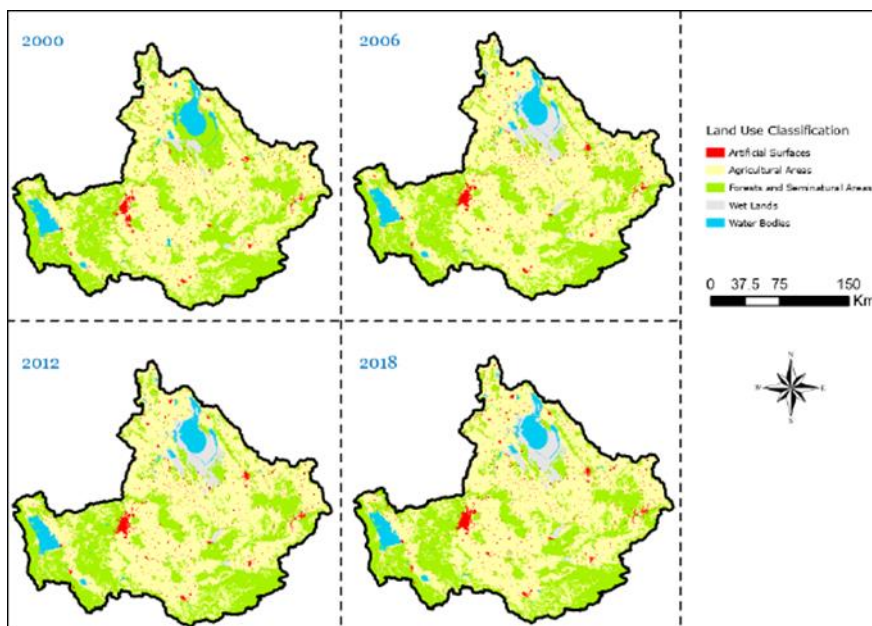 2000
2006
Land Use Classification
Artificial Surfaces
Agricultural Areas
Forests and Seminatural Areas
Wet Lands
Water Bodies
0 37.5 75 150
Km
2012
2018
N
W E
S